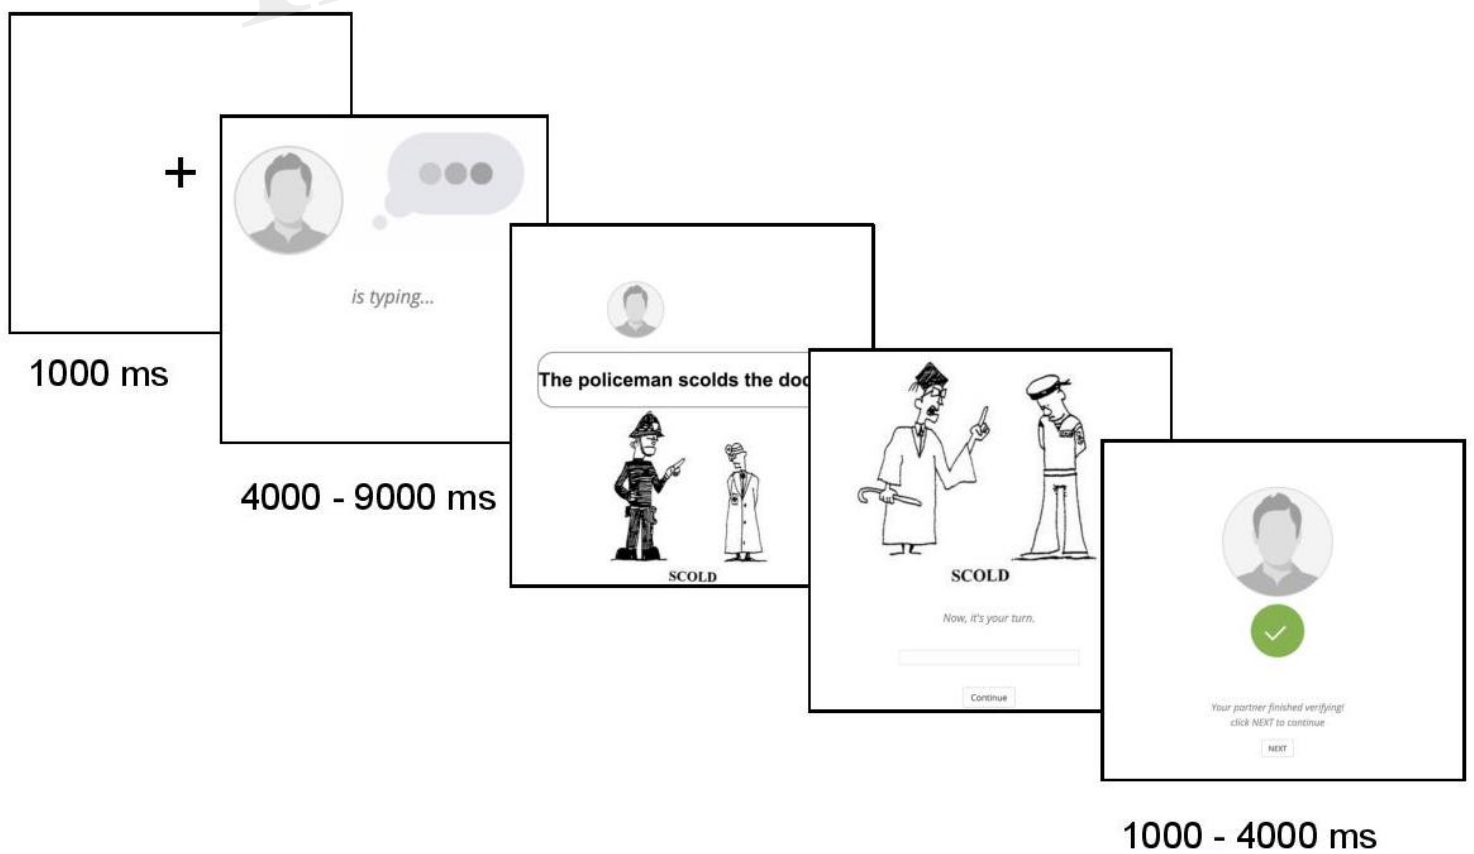 +
1000 ms
is typing...
4000 - 9000 ms
The policeman scolds the doc
SCOLD
SCOLD
Now, it's your turn.
Continue
Your partner finished verifying!
click NEXT to continue
NEXT
1000 - 4000 ms